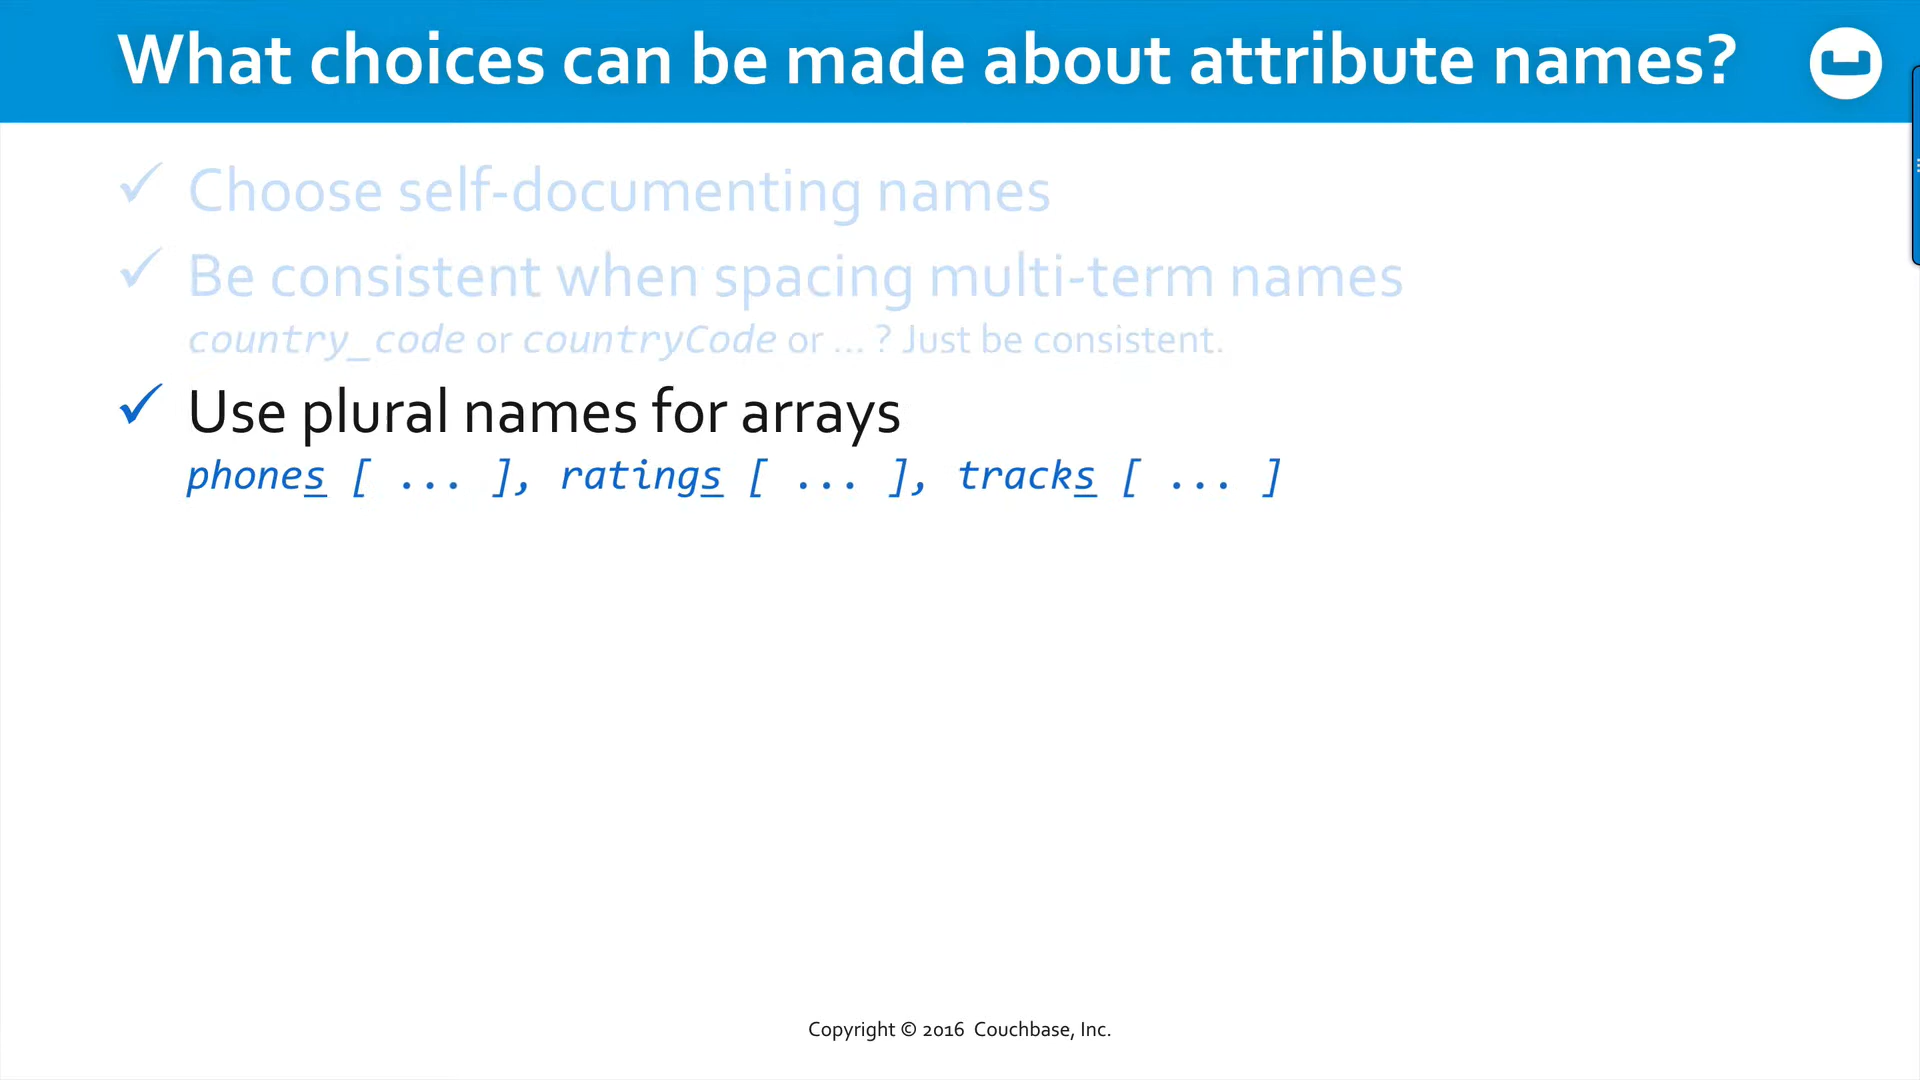 What choices can be made about attribute names?
✓ Choose self-documenting names
✓ Be consistent when spacing multi-term names
country_code or countryCode or ... ? Just be consistent.
✓ Use plural names for arrays
phones [ ... ], ratings [ ... ], tracks [ ... ]
Copyright © 2016 Couchbase, Inc.